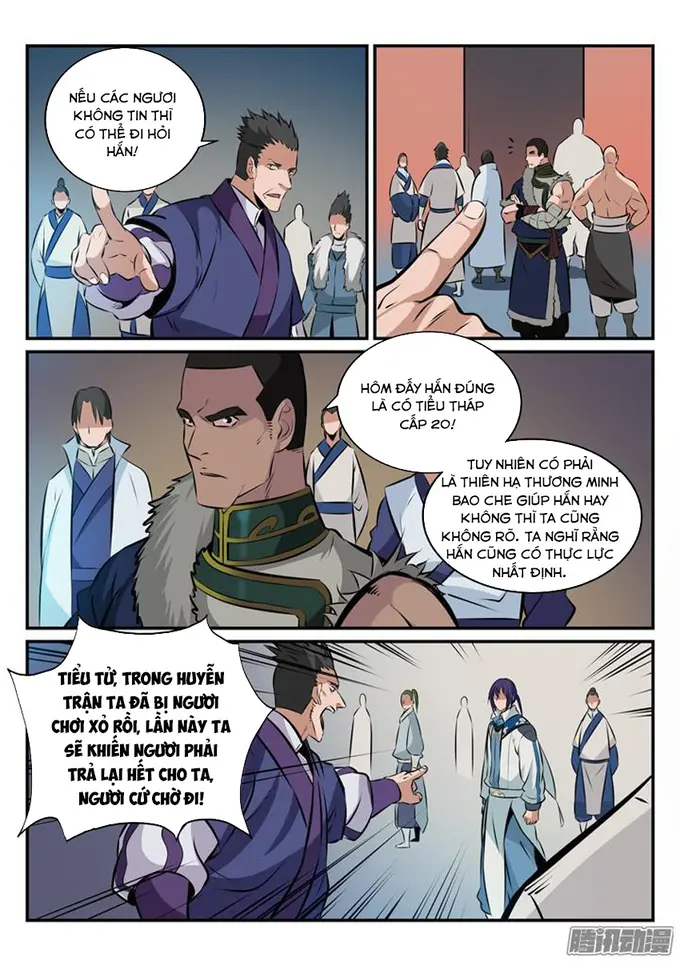 NẾU CÁC NGƯƠI
KHÔNG TIN THÌ
CÓ THỂ ĐI HỎI
HẮN!
HÔM ĐẤY HẮN ĐÚNG
LÀ CÓ TIỂU THÁP
CẤP 20!
TUY NHIÊN CÓ PHẢI
LÀ THIÊN HẠ THƯƠNG MINH
BAO CHE GIÚP HẮN HAY
KHÔNG THÌ TA CŨNG
KHÔNG RÕ. TA NGHĨ RẰNG
HẮN CŨNG CÓ THỰC LỰC
NHẤT ĐỊNH.
TIỂU TỬ, TRONG HUYỄN
TRẬN TA ĐÃ BỊ NGƯƠI
CHƠI XỎ RỒI, LẦN NÀY TA
SẼ KHIẾN NGƯƠI PHẢI
TRẢ LẠI HẾT CHO TA,
NGƯƠI CỨ CHỜ ĐI!
腾讯动漫